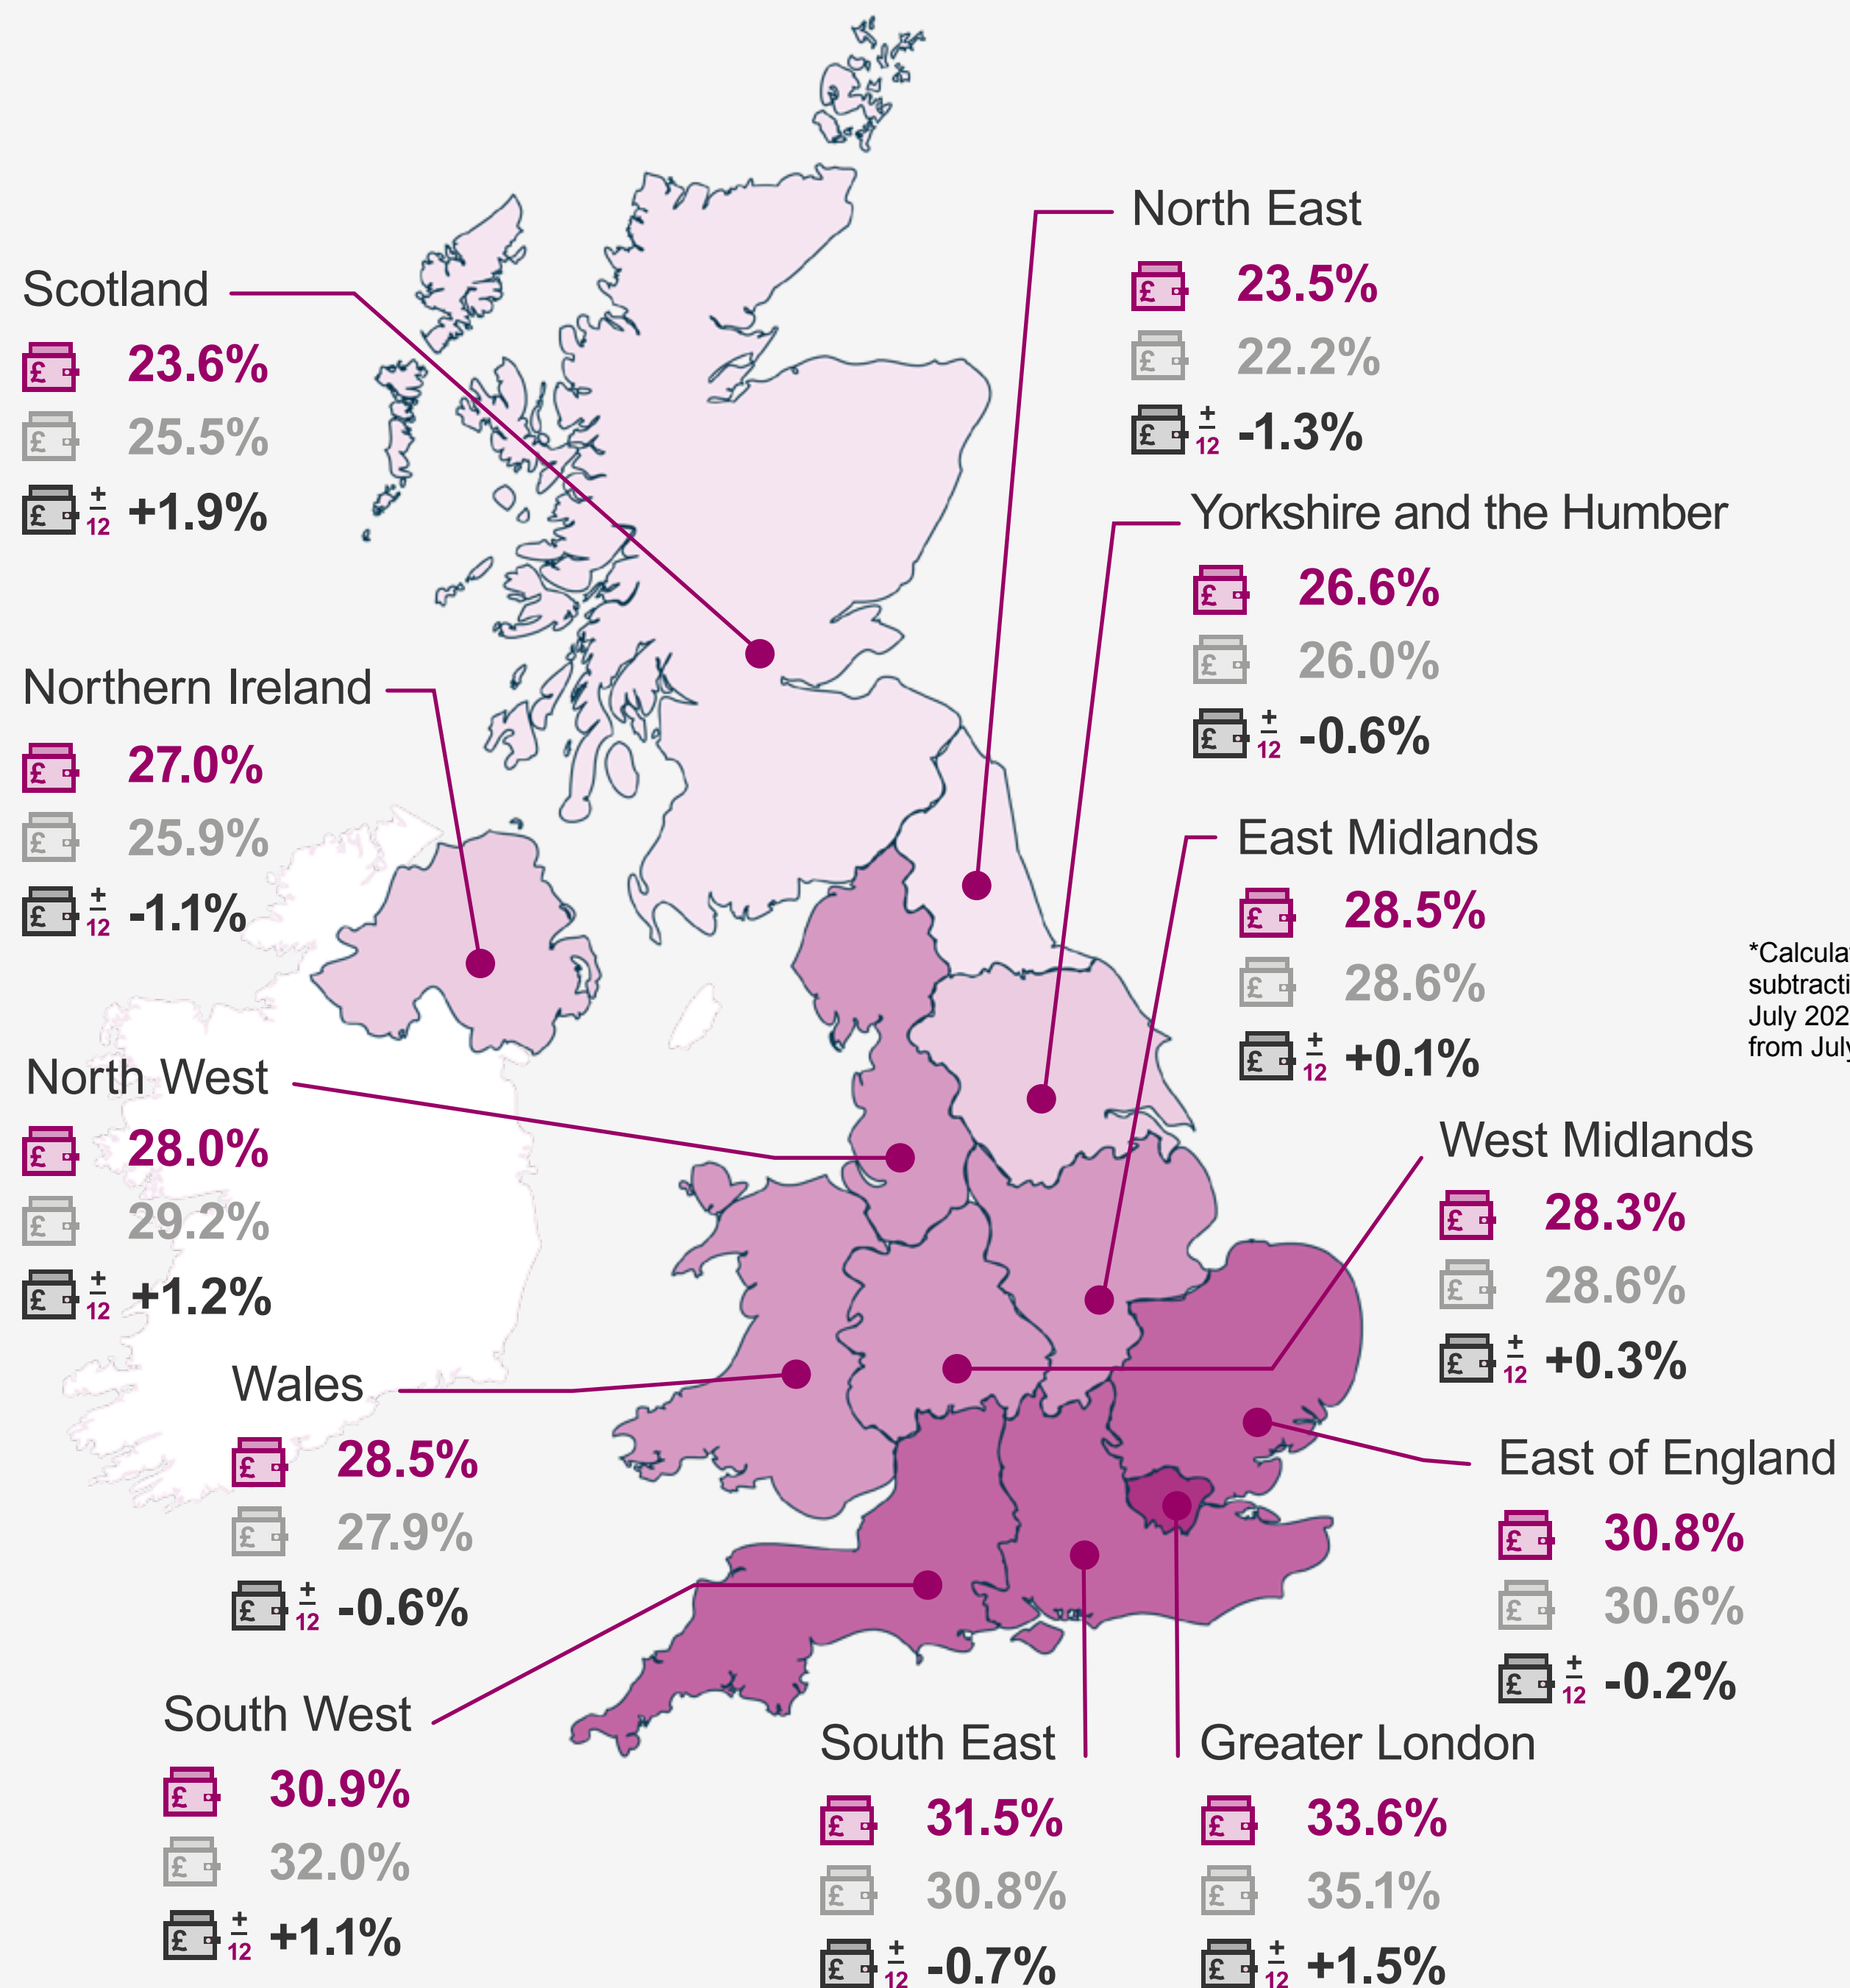 Scotland
£ 23.6%
£ 25.5%
£ ± 12 +1.9%
North East
£ 23.5%
£ 22.2%
£ ± 12 -1.3%
Yorkshire and the Humber
£ 26.6%
£ 26.0%
£ ± 12 -0.6%
Northern Ireland
£ 27.0%
£ 25.9%
£ ± 12 -1.1%
East Midlands
£ 28.5%
£ 28.6%
£ ± 12 +0.1%
subtracti
from July
North West
£ 28.0%
£ 29.2%
£ ± 12 +1.2%
West Midlands
£ 28.3%
£ 28.6%
£ ± 12 +0.3%
Wales
£ 28.5%
£ 27.9%
£ ± 12 -0.6%
East of England
£ 30.8%
£ 30.6%
£ ± 12 -0.2%
South West
£ 30.9%
£ 32.0%
£ ± 12 +1.1%
South East
£ 31.5%
£ 30.8%
£ ± 12 -0.7%
Greater London
£ 33.6%
£ 35.1%
£ ± 12 +1.5%